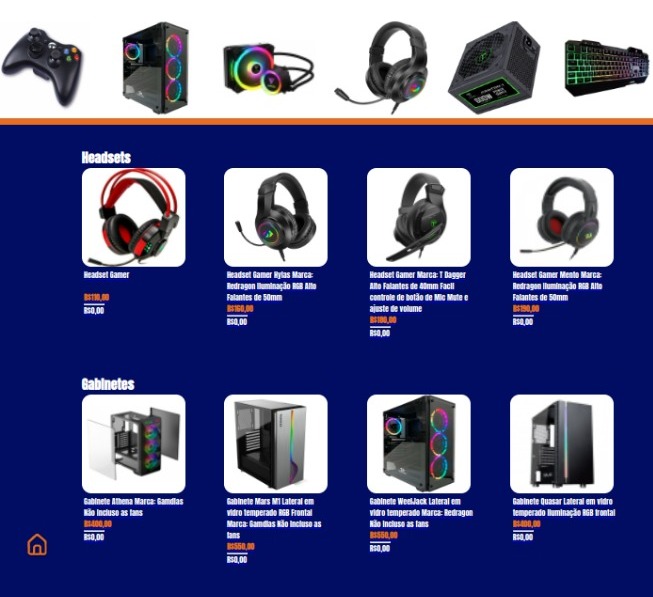 Headsets
Headset Gamer
R$110,00
R$0,00
Headset Gamer Hylas Marca:
Redragon Iluminação RGB Alto
Falantes de 50mm
R$160,00
R$0,00
Headset Gamer Marca: T Dagger
Alto Falantes de 40mm Facil
controle de botão de Mic Mute e
ajuste de volume
R$180,00
R$0,00
Headset Gamer Mento Marca:
Redragon Iluminação RGB Alto
Falantes de 50mm
R$190,00
R$0,00
Gabinetes
Gabinete Athena Marca: Gamdias
Não incluso as fans
R$400,00
R$0,00
Gabinete Mars M1 Lateral em
vidro temperado RGB Frontal
Marca: Gamdias Não incluso as
fans
R$550,00
R$0,00
Gabinete WeelJack Lateral em
vidro temperado Marca: Redragon
Não incluso as fans
R$550,00
R$0,00
Gabinete Quasar Lateral em vidro
temperado Iluminação RGB frontal
R$400,00
R$0,00